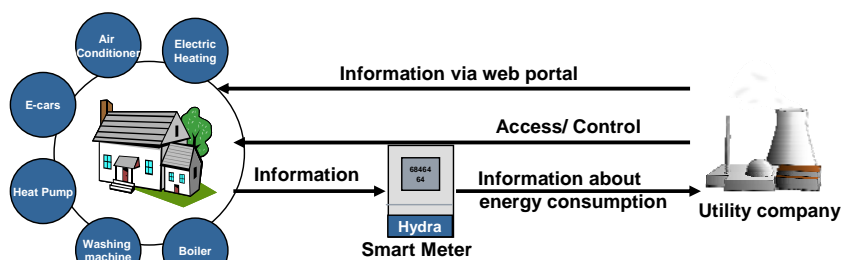 Air
Conditioner
Electric
Heating
E-cars
Heat Pump
Washing
machine
Boiler
Information via web portal
Access/ Control
Information
68464
64
Hydra
Smart Meter
Information about
energy consumption
Utility company